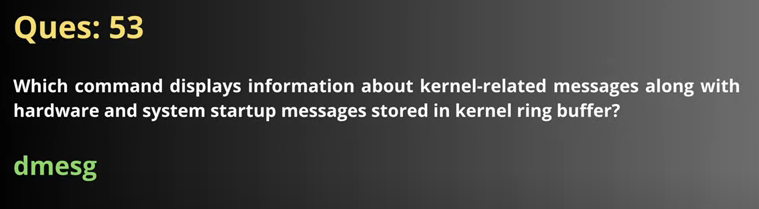 Ques: 53
Which command displays information about kernel-related messages along with
hardware and system startup messages stored in kernel ring buffer?
dmesg